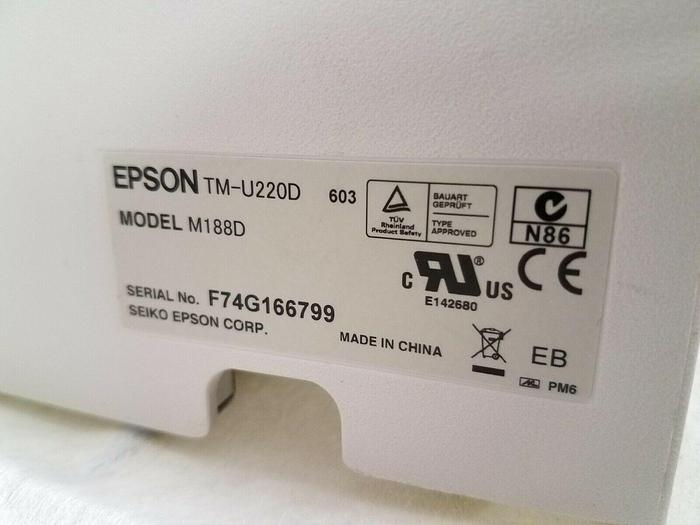 EPSON TM-U220D 603
MODEL M188D
SERIAL No. F74G166799
SEIKO EPSON CORP.
MADE IN CHINA
TÜV
Rheinland
Product Safety
BAUART
GEPRÜFT
TYPE
APPROVED
N86
CE
c RU® US
E142680
EB
PM6